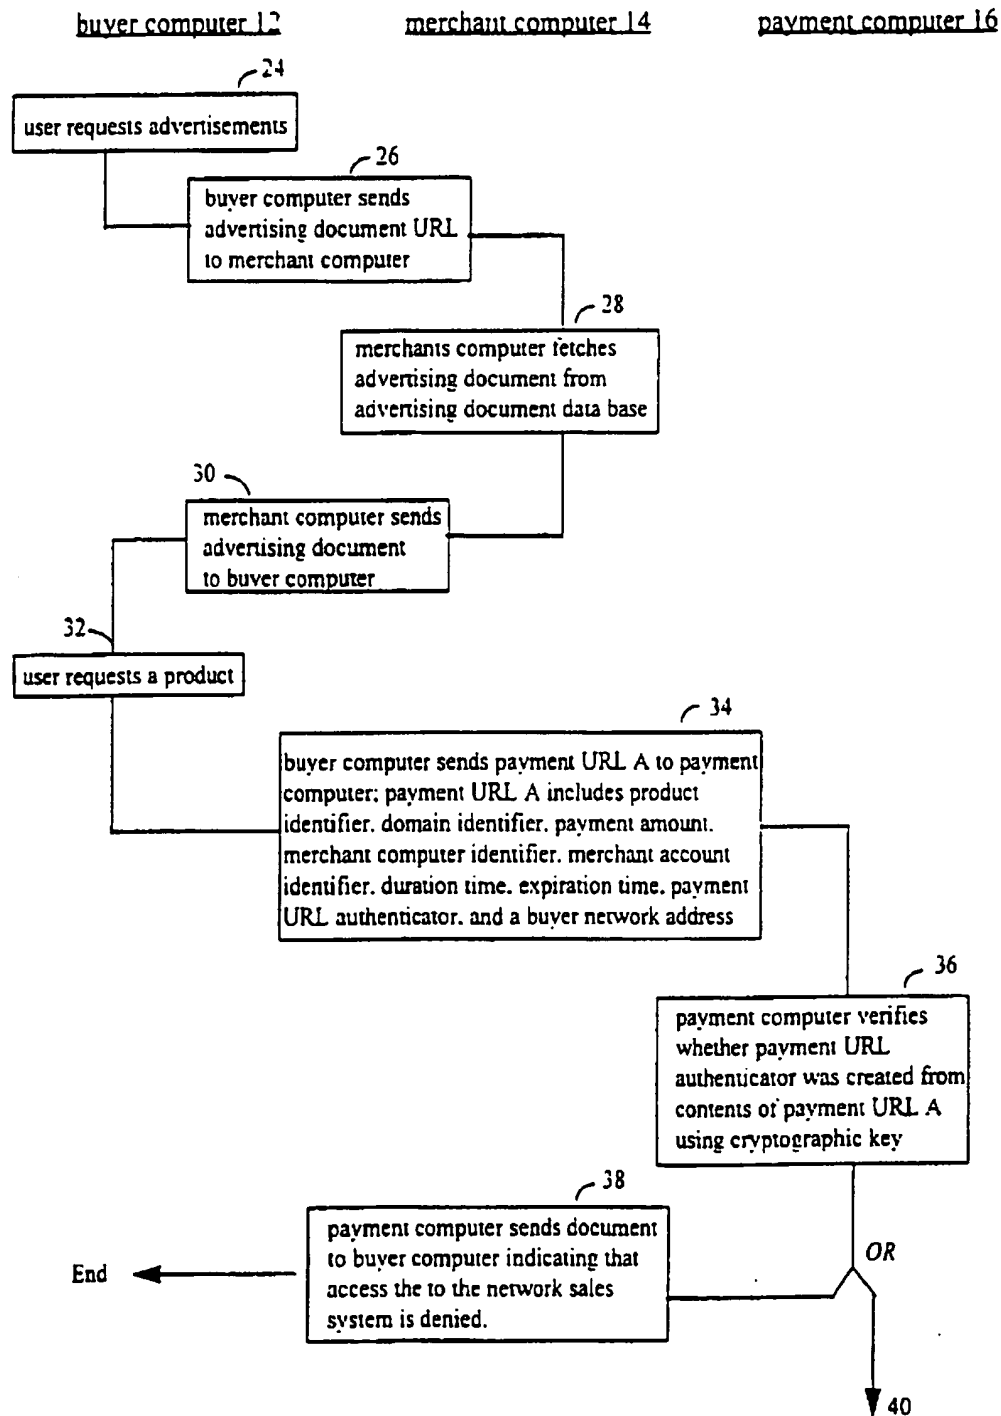 buyer computer 12
merchant computer 14
payment computer 16
24
user requests advertisements
26
buyer computer sends
advertising document URL
to merchant computer
28
merchants computer fetches
advertising document from
advertising document data base
30
merchant computer sends
advertising document
to buyer computer
32
user requests a product
34
buyer computer sends payment URL A to payment
computer; payment URL A includes product
identifier, domain identifier, payment amount,
merchant computer identifier, merchant account
identifier, duration time, expiration time, payment
URL authenticator, and a buyer network address
36
payment computer verifies
whether payment URL
authenticator was created from
contents of payment URL A
using cryptographic key
38
payment computer sends document
to buyer computer indicating that
access the to the network sales
system is denied.
End
OR
40